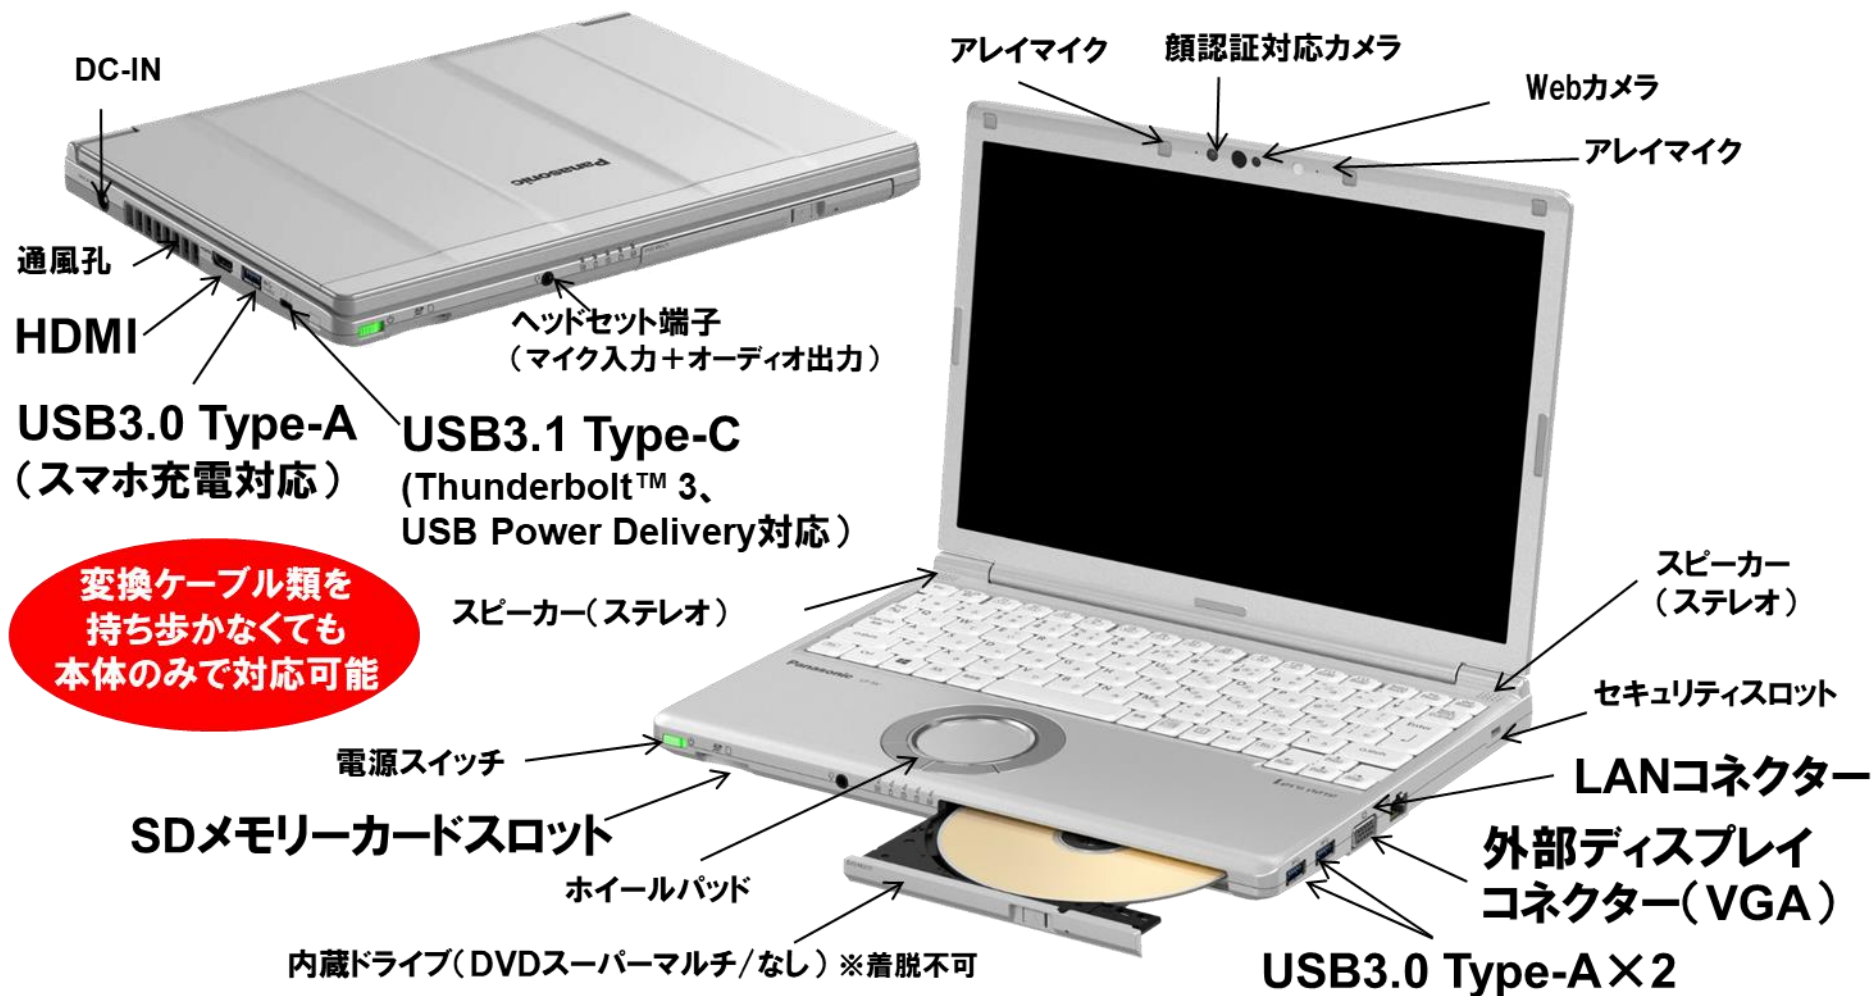 DC-IN
通風孔
HDMI
USB3.0 Type-A
（スマホ充電対応）
USB3.1 Type-C
(Thunderbolt™ 3、
USB Power Delivery対応）
ヘッドセット端子
（マイク入力＋オーディオ出力）
Panasonic
変換ケーブル類を
持ち歩かなくても
本体のみで対応可能
アレイマイク
顔認証対応カメラ
Webカメラ
アレイマイク
スピーカー（ステレオ）
スピーカー
（ステレオ）
セキュリティスロット
Panasonic
Let's note
電源スイッチ
SDメモリーカードスロット
ホイールパッド
内蔵ドライブ（DVDスーパーマルチ/なし）※着脱不可
LANコネクター
外部ディスプレイ
コネクター（VGA）
USB3.0 Type-A×2